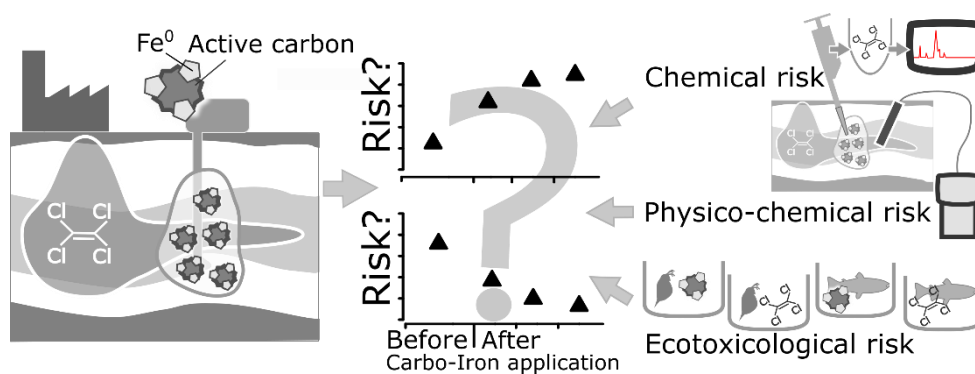 Fe⁰ Active carbon
Cl Cl
Cl Cl
Risk?
Risk?
Before After
Carbo-Iron application
Chemical risk
Physico-chemical risk
Ecotoxicological risk